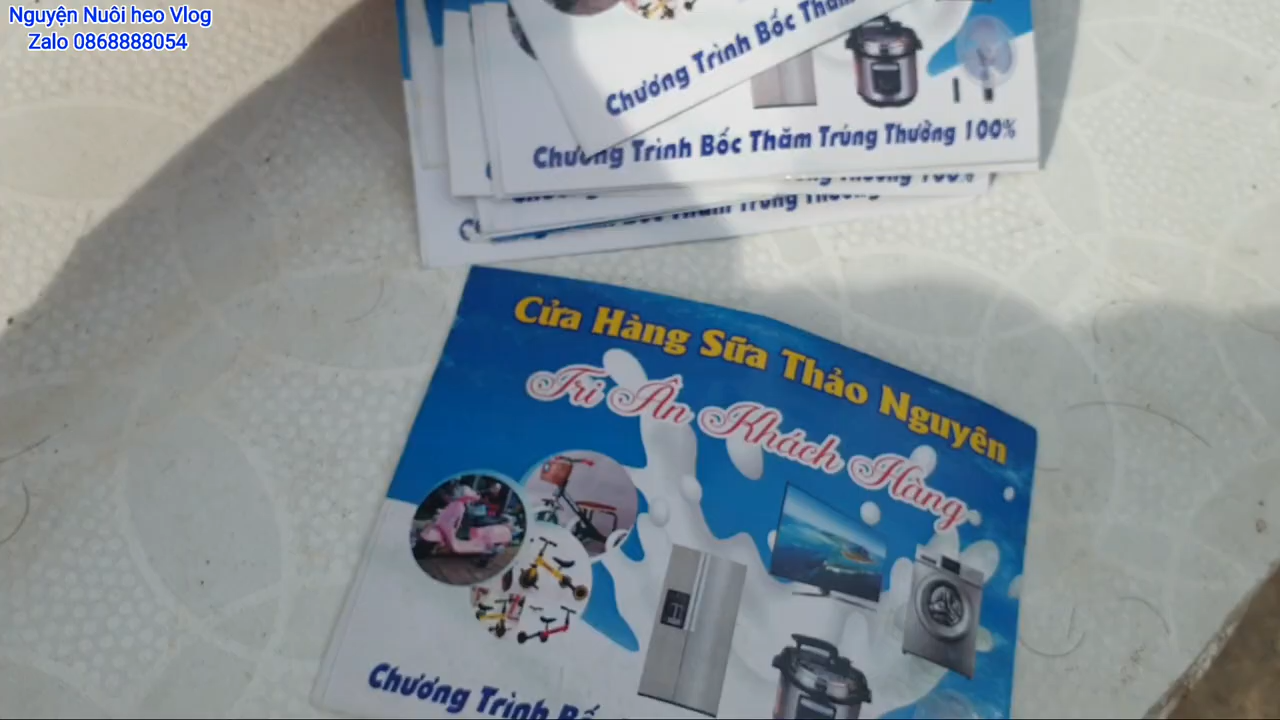 Nguyện Nuôi heo Vlog
Zalo 0868888054
Chương Trình Bốc Thăm
Chương Trình Bốc Thăm Trúng Thưởng 100%
Cửa Hàng Sữa Thảo Nguyên
Tri Ân Khách Hàng
Chương Trình